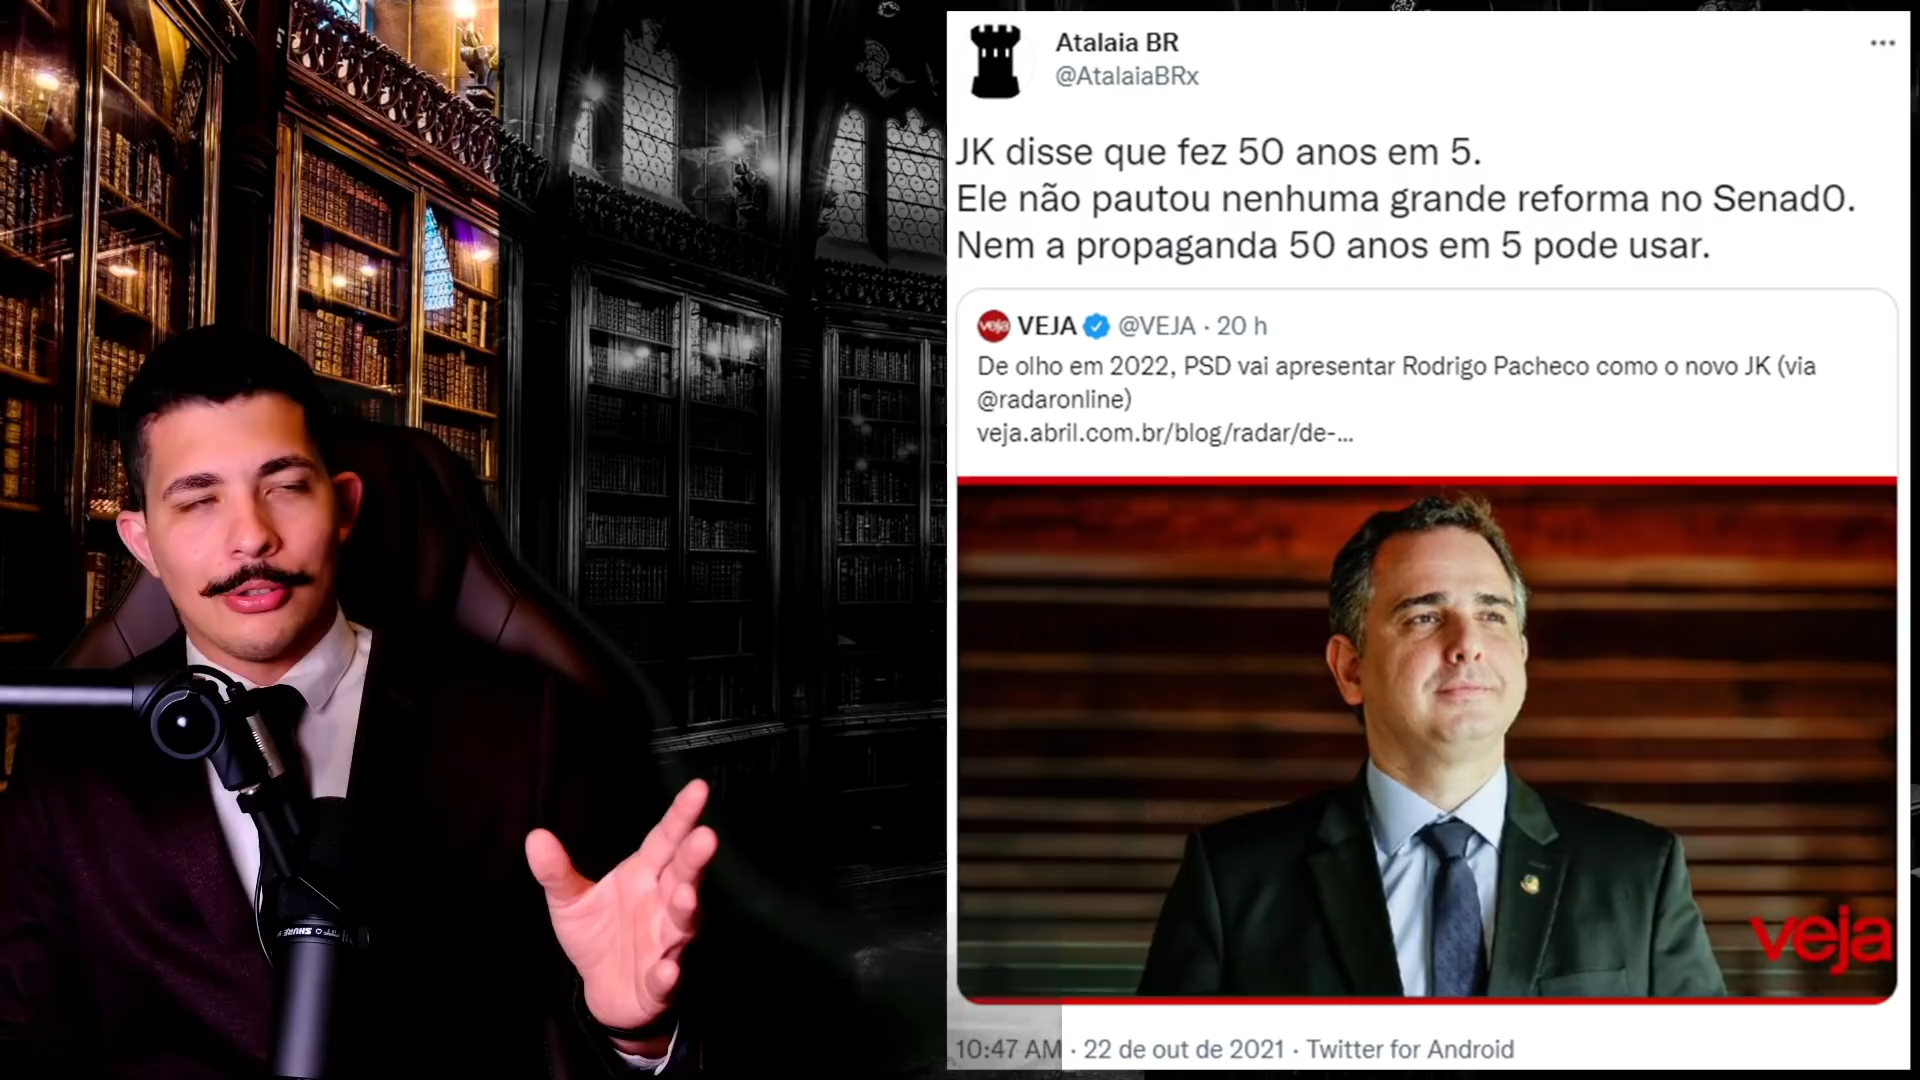 Atalaia BR
@AtalaiaBRx
JK disse que fez 50 anos em 5.
Ele não pautou nenhuma grande reforma no Senad0.
Nem a propaganda 50 anos em 5 pode usar.
veja VEJA @VEJA · 20 h
De olho em 2022, PSD vai apresentar Rodrigo Pacheco como o novo JK (via
@radaronline)
veja.abril.com.br/blog/radar/de-...
veja
10:47 AM · 22 de out de 2021 · Twitter for Android
SHURE